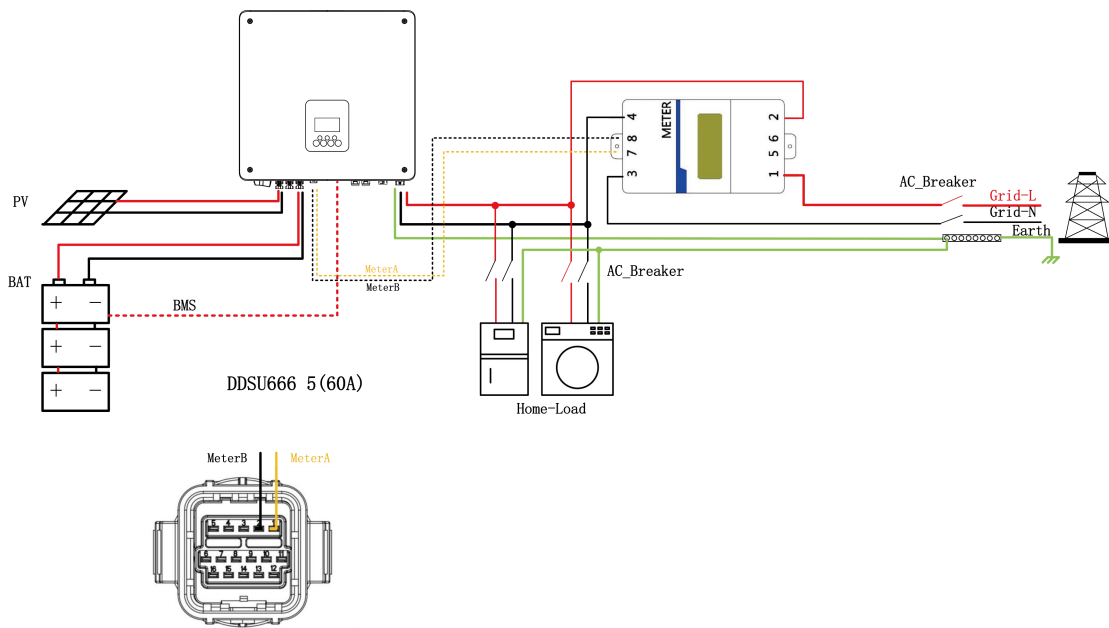 PV
BAT
+ −
+ −
+ −
BMS
MeterA
MeterB
METER
4
8
7
3
2
6
5
1
AC_Breaker
Grid-L
Grid-N
Earth
AC_Breaker
Home-Load
DDSU666 5(60A)
MeterB MeterA
5 4 3 2 1
6 7 8 9 10 11
16 15 14 13 12